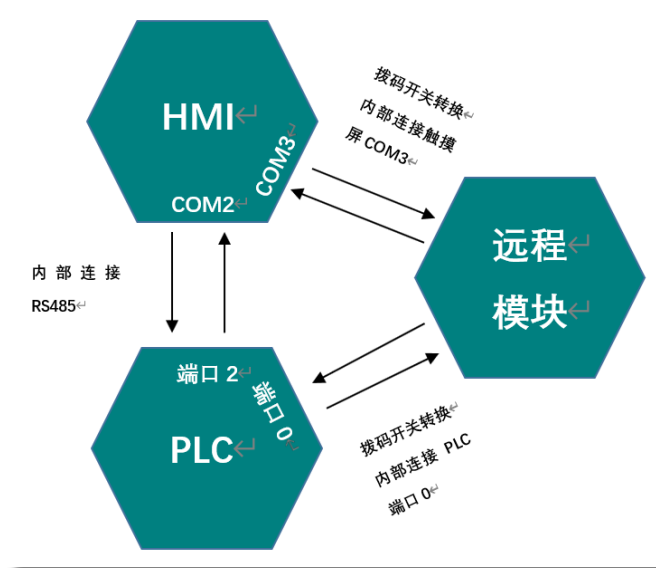 HMI
COM3
COM2
拨码开关转换
内部连接触摸
屏 COM3
远程
模块
内 部 连 接
RS485
端口 2
端口 0
PLC
拨码开关转换
内部连接 PLC
端口 0